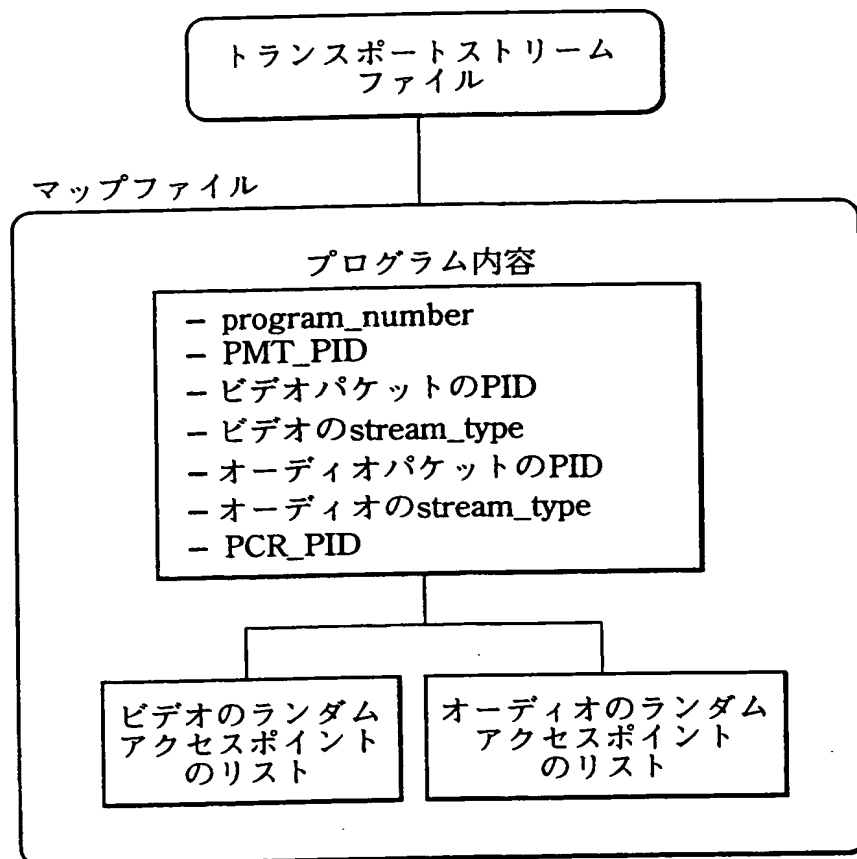 トランスポートストリーム
ファイル
マップファイル
プログラム内容
– program_number
– PMT_PID
– ビデオパケットのPID
– ビデオのstream_type
– オーディオパケットのPID
– オーディオのstream_type
– PCR_PID
ビデオのランダム
アクセスポイント
のリスト
オーディオのランダム
アクセスポイント
のリスト